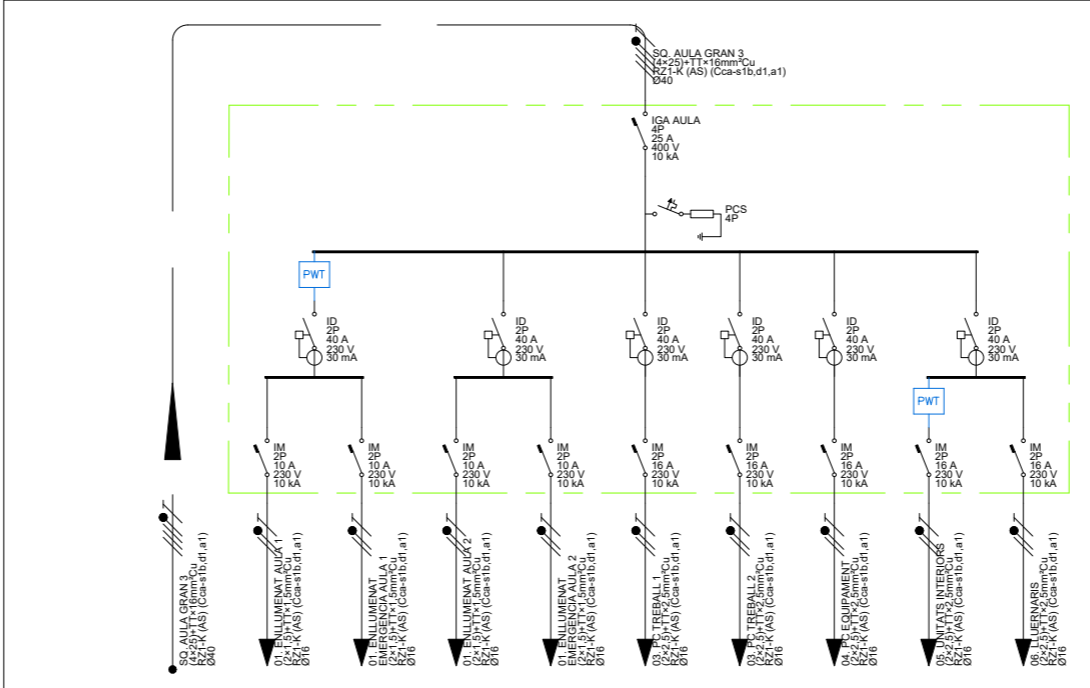 SQ. AULA GRAN 3
(4×25)+TT×16mm²Cu
RZ1-K (AS) (Cca-s1b,d1,a1)
Ø40
IGA AULA
4P
25 A
400 V
10 kA
PCS
4P
PWT
ID
2P
40 A
230 V
30 mA
ID
2P
40 A
230 V
30 mA
ID
2P
40 A
230 V
30 mA
ID
2P
40 A
230 V
30 mA
ID
2P
40 A
230 V
30 mA
ID
2P
40 A
230 V
30 mA
PWT
IM
2P
10 A
230 V
10 kA
IM
2P
10 A
230 V
10 kA
IM
2P
10 A
230 V
10 kA
IM
2P
10 A
230 V
10 kA
IM
2P
16 A
230 V
10 kA
IM
2P
16 A
230 V
10 kA
IM
2P
16 A
230 V
10 kA
IM
2P
16 A
230 V
10 kA
IM
2P
16 A
230 V
10 kA
SQ. AULA GRAN 3
(4×25)+TT×16mm²Cu
RZ1-K (AS) (Cca-s1b,d1,a1)
Ø40
01. ENLLUMENAT AULA 1
(2×1,5)+TT×1,5mm²Cu
RZ1-K (AS) (Cca-s1b,d1,a1)
Ø16
01. ENLLUMENAT
EMERGENCIA AULA 1
(2×1,5)+TT×1,5mm²Cu
RZ1-K (AS) (Cca-s1b,d1,a1)
Ø16
01. ENLLUMENAT AULA 2
(2×1,5)+TT×1,5mm²Cu
RZ1-K (AS) (Cca-s1b,d1,a1)
Ø16
01. ENLLUMENAT
EMERGENCIA AULA 2
(2×1,5)+TT×1,5mm²Cu
RZ1-K (AS) (Cca-s1b,d1,a1)
Ø16
03. PC TREBALL 1
(2×2,5)+TT×2,5mm²Cu
RZ1-K (AS) (Cca-s1b,d1,a1)
Ø16
03. PC TREBALL 2
(2×2,5)+TT×2,5mm²Cu
RZ1-K (AS) (Cca-s1b,d1,a1)
Ø16
04. PC EQUIPAMENT
(2×2,5)+TT×2,5mm²Cu
RZ1-K (AS) (Cca-s1b,d1,a1)
Ø16
05. UNITATS INTERIORS
(2×2,5)+TT×2,5mm²Cu
RZ1-K (AS) (Cca-s1b,d1,a1)
Ø16
06. LLUERNARIS
(2×2,5)+TT×2,5mm²Cu
RZ1-K (AS) (Cca-s1b,d1,a1)
Ø16